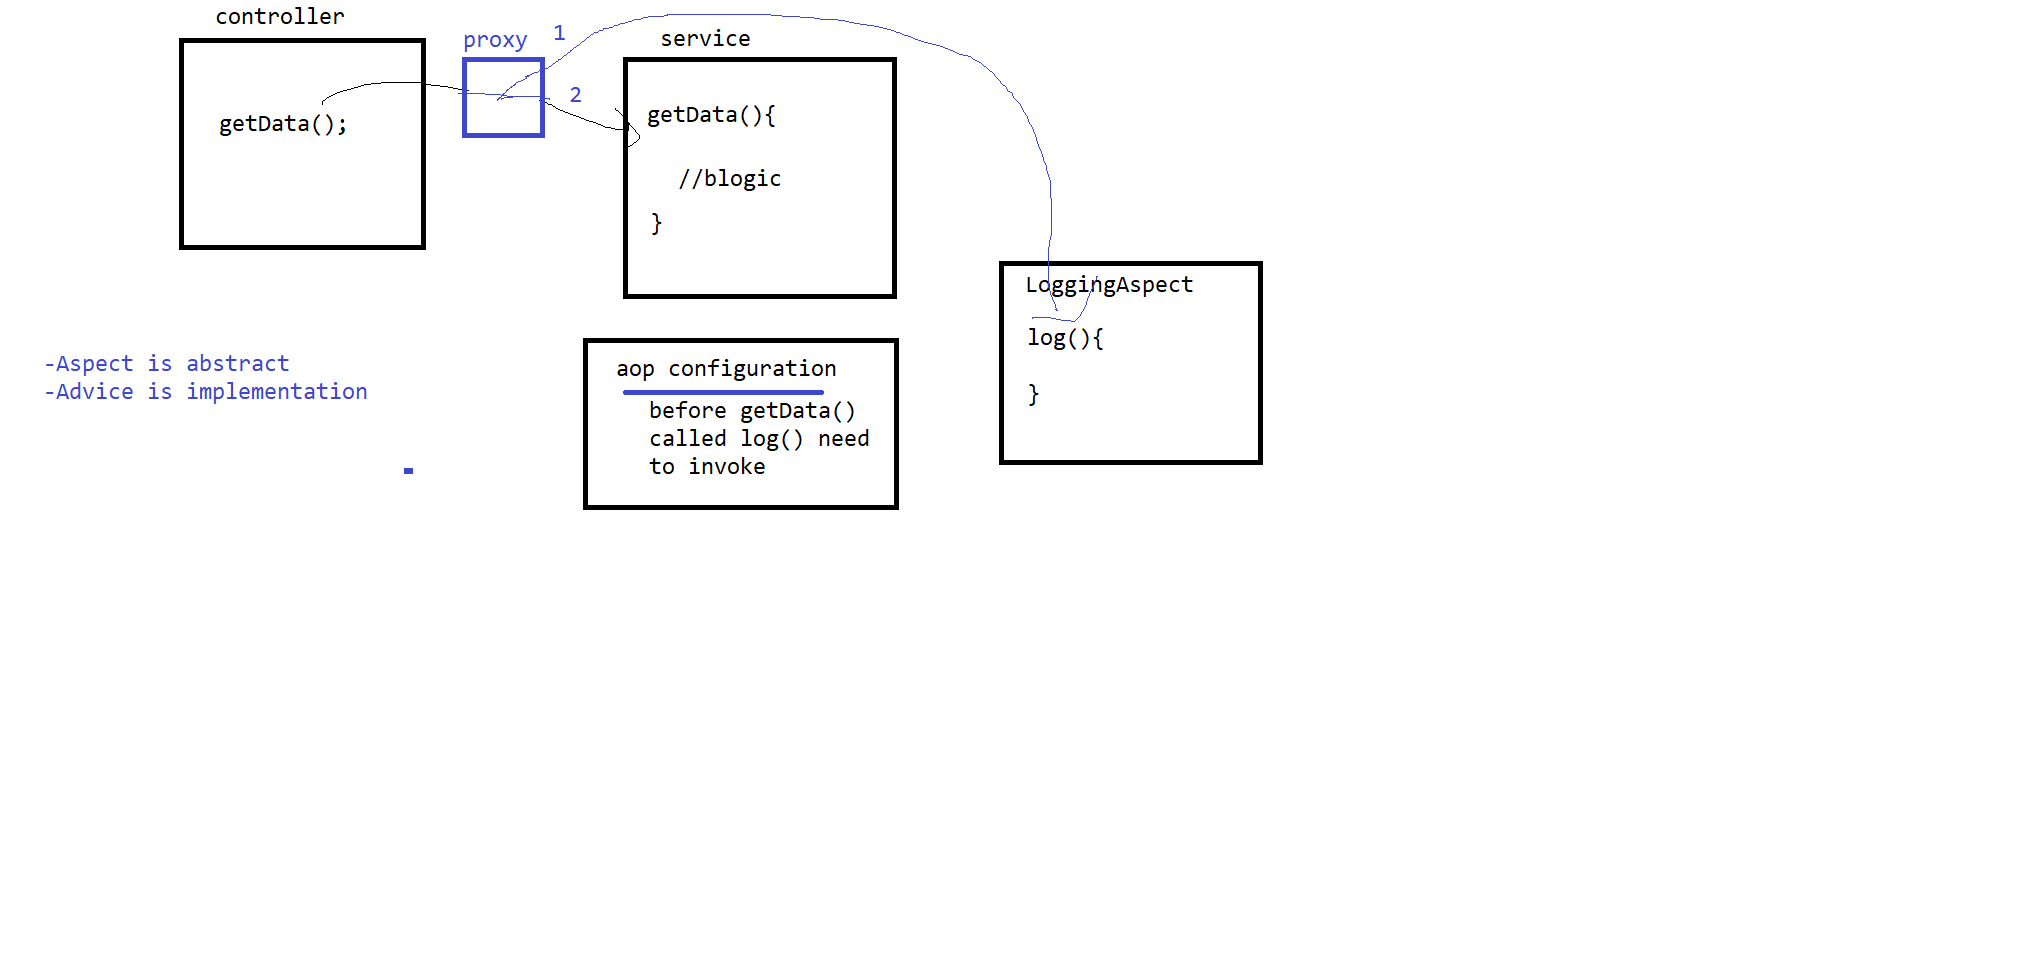 controller
getData();
proxy
1
2
service
getData(){
//blogic
}
LoggingAspect
log(){
}
aop configuration
before getData()
called log() need
to invoke
-Aspect is abstract
-Advice is implementation